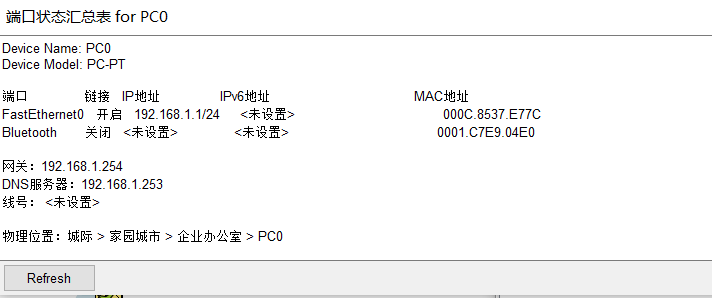 端口状态汇总表 for PC0
Device Name: PC0
Device Model: PC-PT
端口 链接 IP地址 IPv6地址 MAC地址
FastEthernet0 开启 192.168.1.1/24 <未设置> 000C.8537.E77C
Bluetooth 关闭 <未设置> <未设置> 0001.C7E9.04E0
网关：192.168.1.254
DNS服务器：192.168.1.253
线号： <未设置>
物理位置：城际 > 家园城市 > 企业办公室 > PC0
Refresh